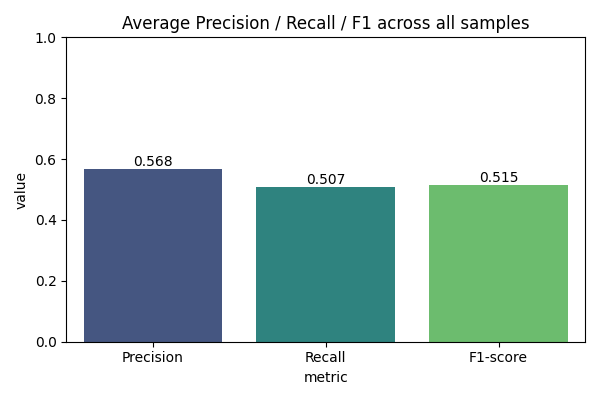 Average Precision / Recall / F1 across all samples
1.0
0.8
0.6
0.4
0.2
0.0
value
0.568
0.507
0.515
Precision
Recall
F1-score
metric